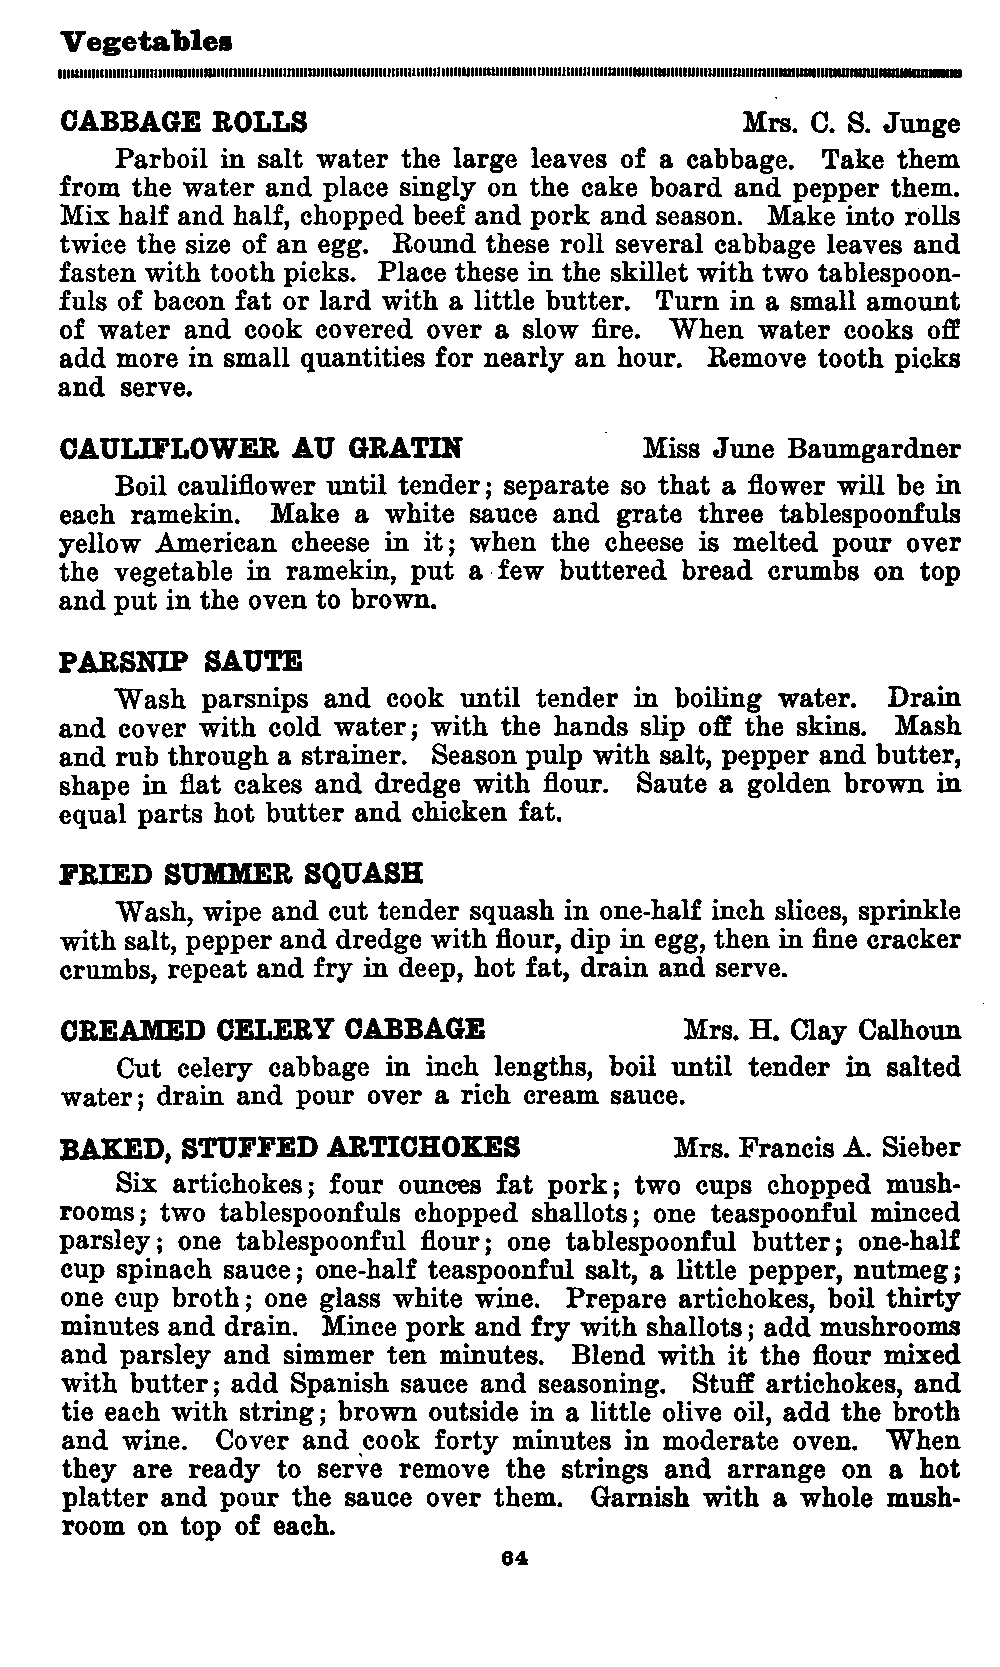 Vegetables
CABBAGE ROLLS Mrs. C. S. Junge
Parboil in salt water the large leaves of a cabbage. Take them
from the water and place singly on the cake board and pepper them.
Mix half and half, chopped beef and pork and season. Make into rolls
twice the size of an egg. Round these roll several cabbage leaves and
fasten with tooth picks. Place these in the skillet with two tablespoon-
fuls of bacon fat or lard with a little butter. Turn in a small amount
of water and cook covered over a slow fire. When water cooks off
add more in small quantities for nearly an hour. Remove tooth picks
and serve.
CAULIFLOWER AU GRATIN Miss June Baumgardner
Boil cauliflower until tender; separate so that a flower will be in
each ramekin. Make a white sauce and grate three tablespoonfuls
yellow American cheese in it; when the cheese is melted pour over
the vegetable in ramekin, put a few buttered bread crumbs on top
and put in the oven to brown.
PARSNIP SAUTE
Wash parsnips and cook until tender in boiling water. Drain
and cover with cold water; with the hands slip off the skins. Mash
and rub through a strainer. Season pulp with salt, pepper and butter,
shape in flat cakes and dredge with flour. Saute a golden brown in
equal parts hot butter and chicken fat.
FRIED SUMMER SQUASH
Wash, wipe and cut tender squash in one-half inch slices, sprinkle
with salt, pepper and dredge with flour, dip in egg, then in fine cracker
crumbs, repeat and fry in deep, hot fat, drain and serve.
CREAMED CELERY CABBAGE Mrs. H. Clay Calhoun
Cut celery cabbage in inch lengths, boil until tender in salted
water; drain and pour over a rich cream sauce.
BAKED, STUFFED ARTICHOKES Mrs. Francis A. Sieber
Six artichokes; four ounces fat pork; two cups chopped mush-
rooms; two tablespoonfuls chopped shallots; one teaspoonful minced
parsley; one tablespoonful flour; one tablespoonful butter; one-half
cup spinach sauce; one-half teaspoonful salt, a little pepper, nutmeg;
one cup broth; one glass white wine. Prepare artichokes, boil thirty
minutes and drain. Mince pork and fry with shallots; add mushrooms
and parsley and simmer ten minutes. Blend with it the flour mixed
with butter; add Spanish sauce and seasoning. Stuff artichokes, and
tie each with string; brown outside in a little olive oil, add the broth
and wine. Cover and cook forty minutes in moderate oven. When
they are ready to serve remove the strings and arrange on a hot
platter and pour the sauce over them. Garnish with a whole mush-
room on top of each.
64